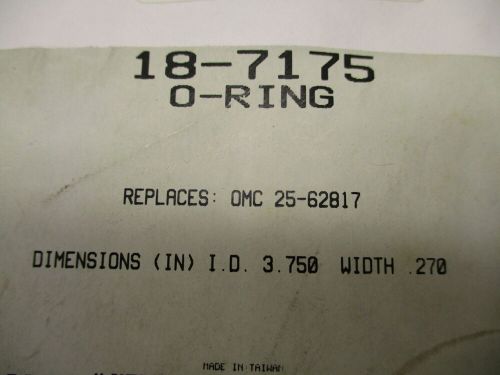 18-7175
O-RING
REPLACES: OMC 25-62817
DIMENSIONS (IN) I.D. 3.750 WIDTH .270
MADE IN TAIWAN